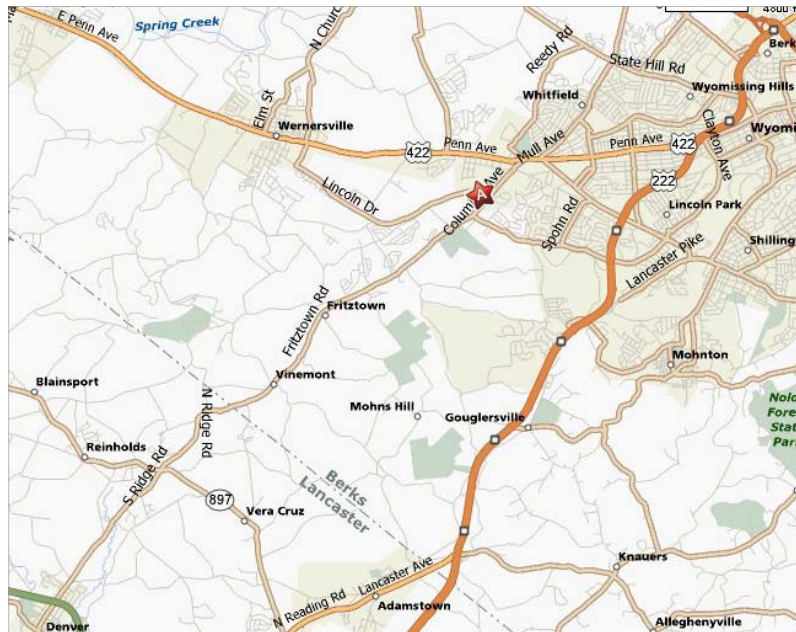 E Penn Ave
Spring Creek
N Church
Reedy Rd
State Hill Rd
Berk
Wyomissing Hills
Whitfield
Elm St
Wernersville
Mull Ave
Clayton Ave
Penn Ave
422
Penn Ave
422
Wyomi
222
Lincoln Dr
A
Colum
Ave
Spohn Rd
Lincoln Park
Lancaster Pike
Shilling
Fritztown Rd
Fritztown
Mohnton
Vinemont
Blainsport
N Ridge Rd
Mohns Hill
Gouglersville
Nold
Fore
Stat
Par
Reinholds
S Ridge Rd
897
Vera Cruz
Berks
Lancaster
Knauers
Lancaster Ave
N Reading Rd
Adamstown
Denver
Alleghenyville